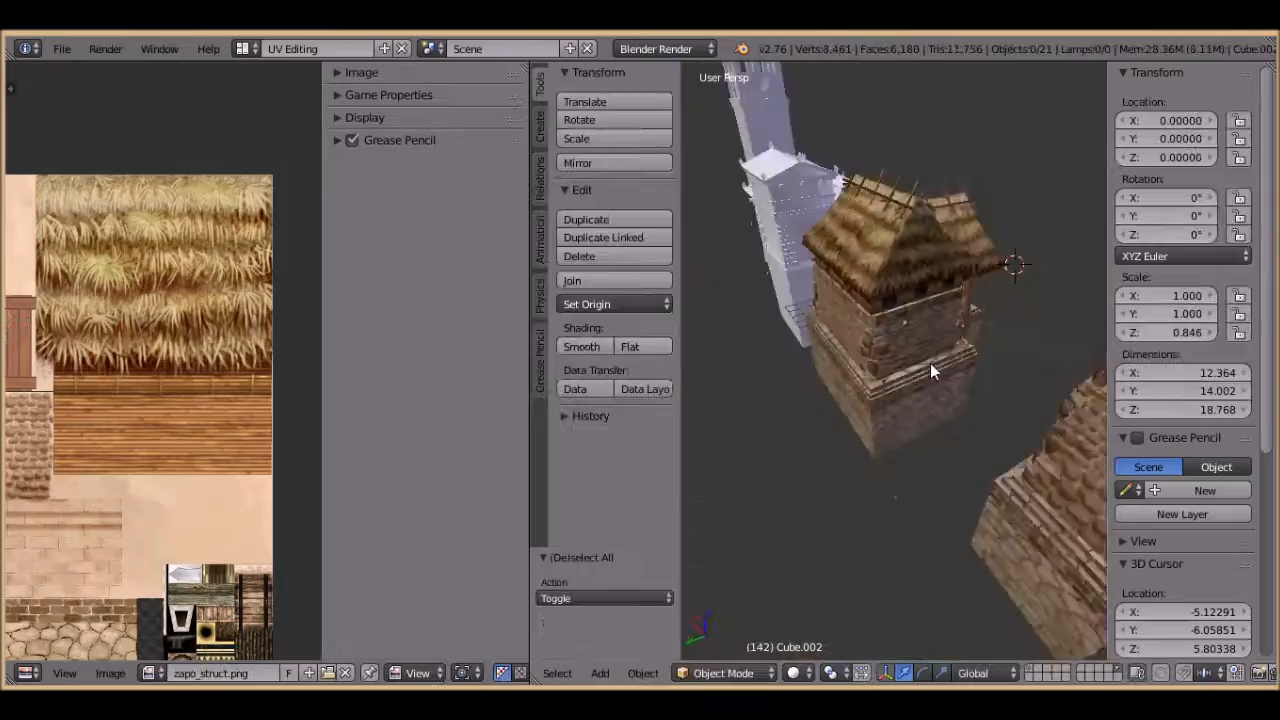 File Render Window Help UV Editing Scene Blender Render v2.76 | Verts:8,461 | Faces:6,180 | Tris:11,756 | Objects:0/21 | Lamps:0/0 | Mem:28.36M (8.11M) | Cube.002
Image
Game Properties
Display
Grease Pencil
Tools
Create
Relations
Animation
Physics
Grease Pencil
Transform
Translate
Rotate
Scale
Mirror
Edit
Duplicate
Duplicate Linked
Delete
Join
Set Origin
Shading:
Smooth Flat
Data Transfer:
Data Data Layo
History
(De)select All
Action
Toggle
User Persp
(142) Cube.002
Transform
Location:
X: 0.00000
Y: 0.00000
Z: 0.00000
Rotation:
X: 0°
Y: 0°
Z: 0°
XYZ Euler
Scale:
X: 1.000
Y: 1.000
Z: 0.846
Dimensions:
X: 12.364
Y: 14.002
Z: 18.768
Grease Pencil
Scene Object
New
New Layer
View
3D Cursor
Location:
X: -5.12291
Y: -6.05851
Z: 5.80338
View Image zapo_struct.png F View Select Add Object Object Mode Global